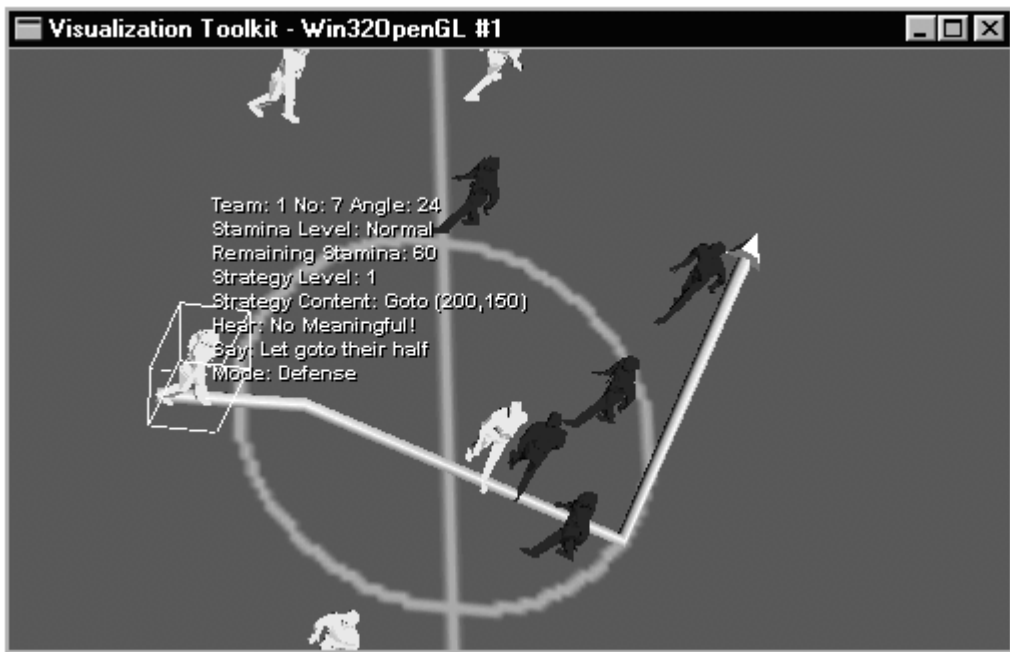 Visualization Toolkit - Win32OpenGL #1
Team: 1 No: 7 Angle: 24
Stamina Level: Normal
Remaining Stamina: 60
Strategy Level: 1
Strategy Content: Goto (200,150)
Hear: No Meaningful!
Say: Let goto their half
Mode: Defense